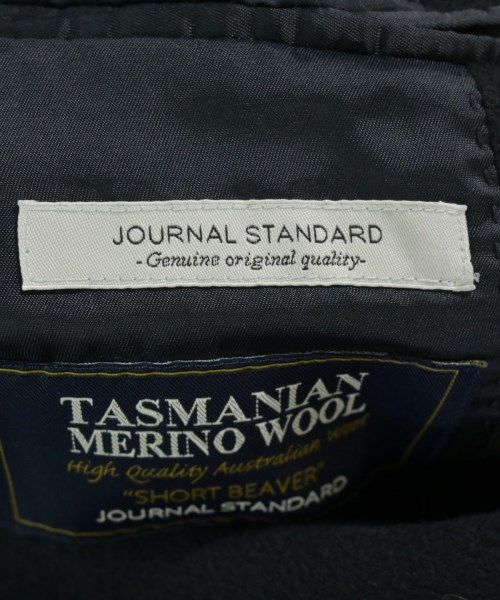 JOURNAL STANDARD
-Genuine original quality-
TASMANIAN
MERINO WOOL
High Quality Australian Wool
"SHORT BEAVER"
JOURNAL STANDARD